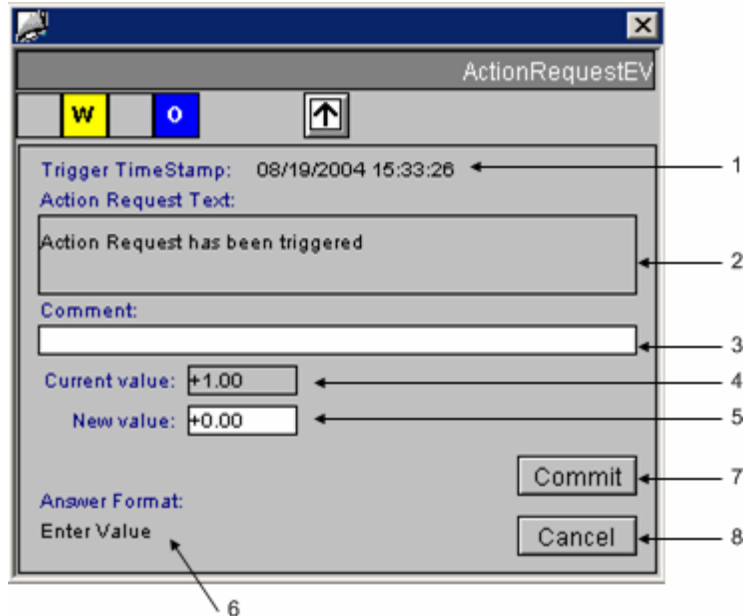 ActionRequestEV
W O
Trigger TimeStamp: 08/19/2004 15:33:26 1
Action Request Text:
Action Request has been triggered
2
Comment:
3
Current value: +1.00 4
New value: +0.00 5
Commit 7
Answer Format:
Enter Value
Cancel 8
6